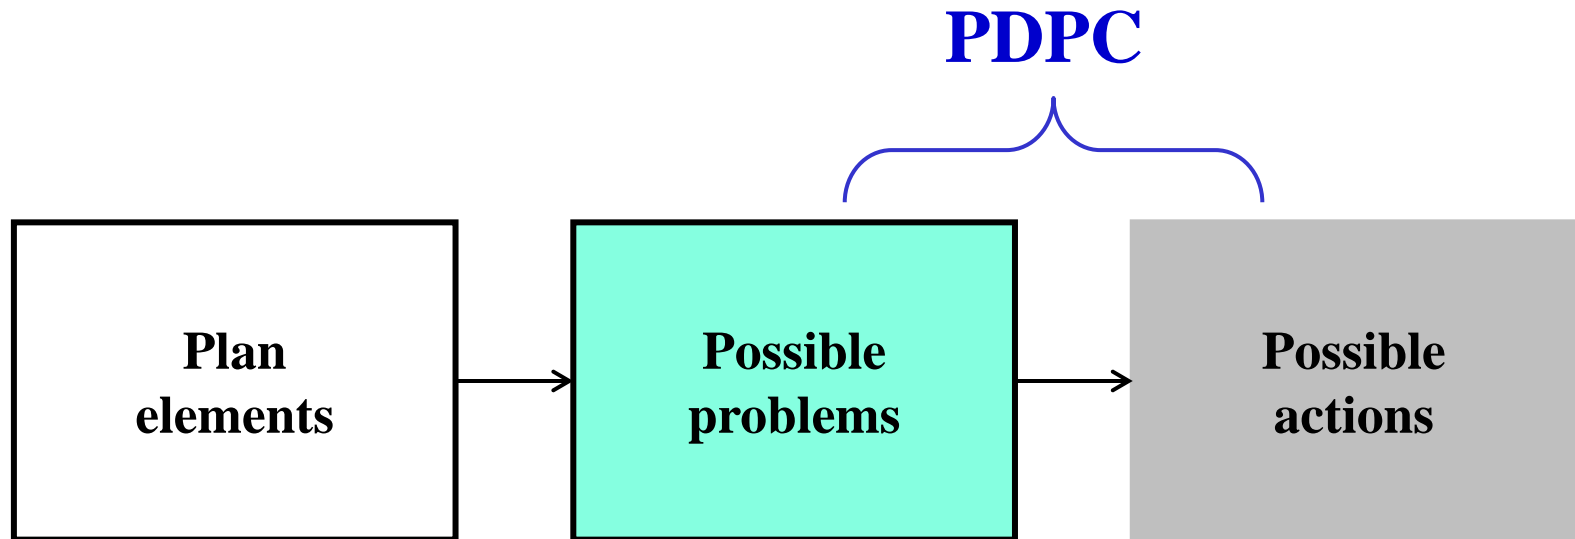 PDPC
Plan
elements
Possible
problems
Possible
actions